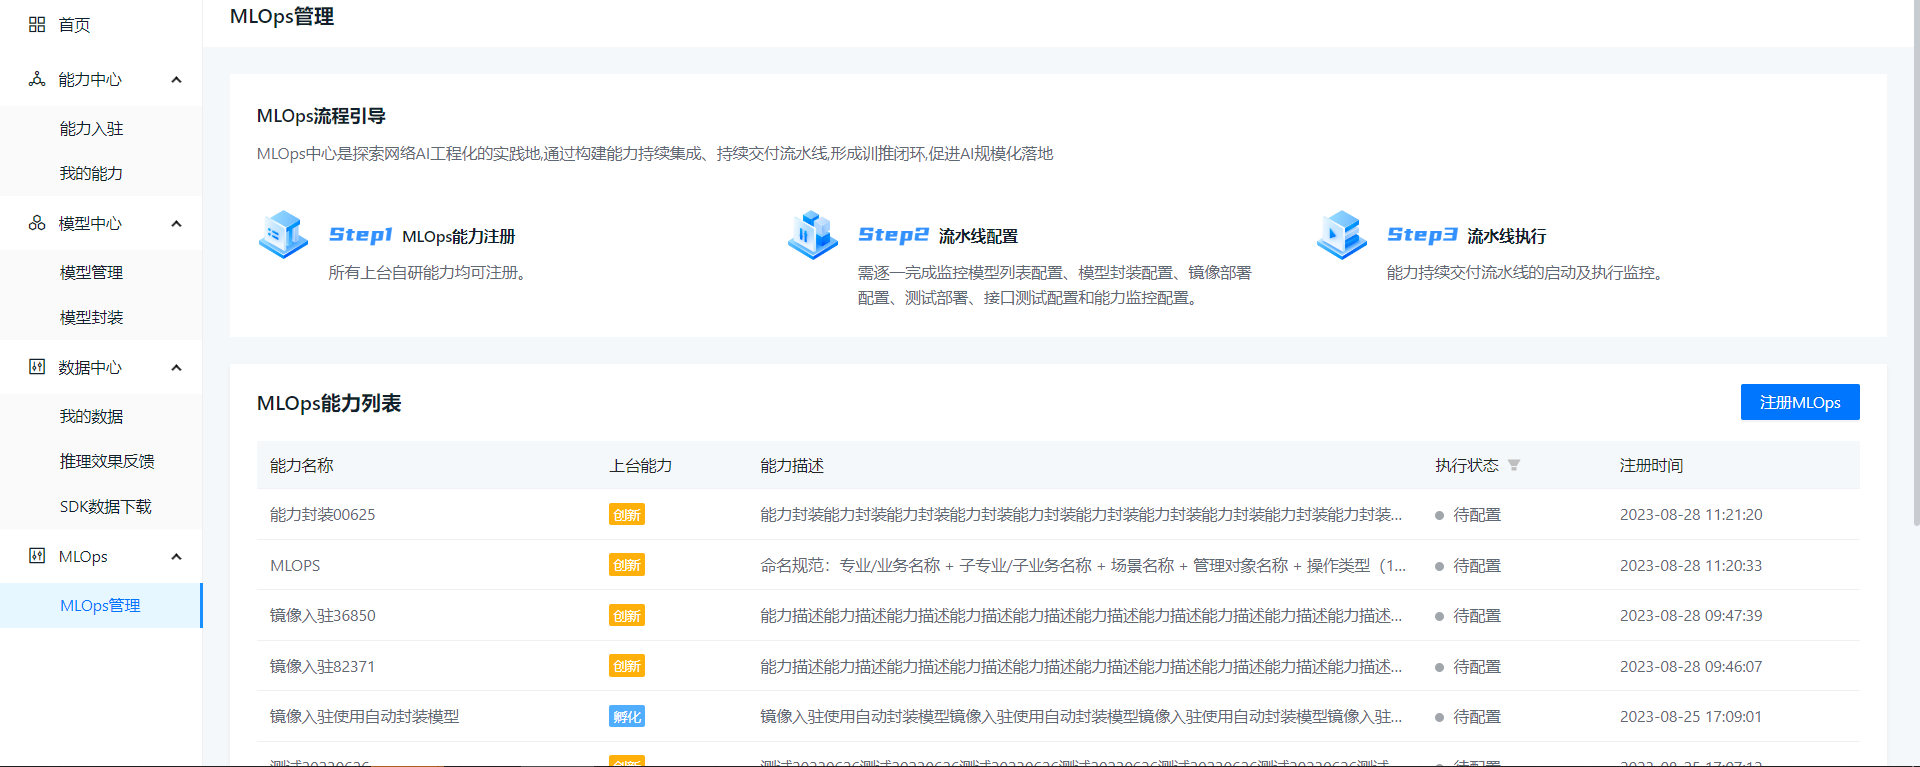 首页
能力中心
能力入驻
我的能力
模型中心
模型管理
模型封装
数据中心
我的数据
推理效果反馈
SDK数据下载
MLOps
MLOps管理
MLOps管理
MLOps流程引导
MLOps中心是探索网络AI工程化的实践地,通过构建能力持续集成、持续交付流水线,形成训推闭环,促进AI规模化落地
Step1 MLOps能力注册
所有上台自研能力均可注册。
Step2 流水线配置
需逐一完成监控模型列表配置、模型封装配置、镜像部署
配置、测试部署、接口测试配置和能力监控配置。
Step3 流水线执行
能力持续交付流水线的启动及执行监控。
MLOps能力列表
注册MLOps
能力名称 上台能力 能力描述 执行状态 注册时间
能力封装00625 创新 能力封装能力封装能力封装能力封装能力封装能力封装能力封装能力封装能力封装能力封装... 待配置 2023-08-28 11:21:20
MLOPS 创新 命名规范：专业/业务名称 + 子专业/子业务名称 + 场景名称 + 管理对象名称 + 操作类型（1... 待配置 2023-08-28 11:20:33
镜像入驻36850 创新 能力描述能力描述能力描述能力描述能力描述能力描述能力描述能力描述能力描述能力描述... 待配置 2023-08-28 09:47:39
镜像入驻82371 创新 能力描述能力描述能力描述能力描述能力描述能力描述能力描述能力描述能力描述能力描述... 待配置 2023-08-28 09:46:07
镜像入驻使用自动封装模型 孵化 镜像入驻使用自动封装模型镜像入驻使用自动封装模型镜像入驻使用自动封装模型镜像入驻... 待配置 2023-08-25 17:09:01